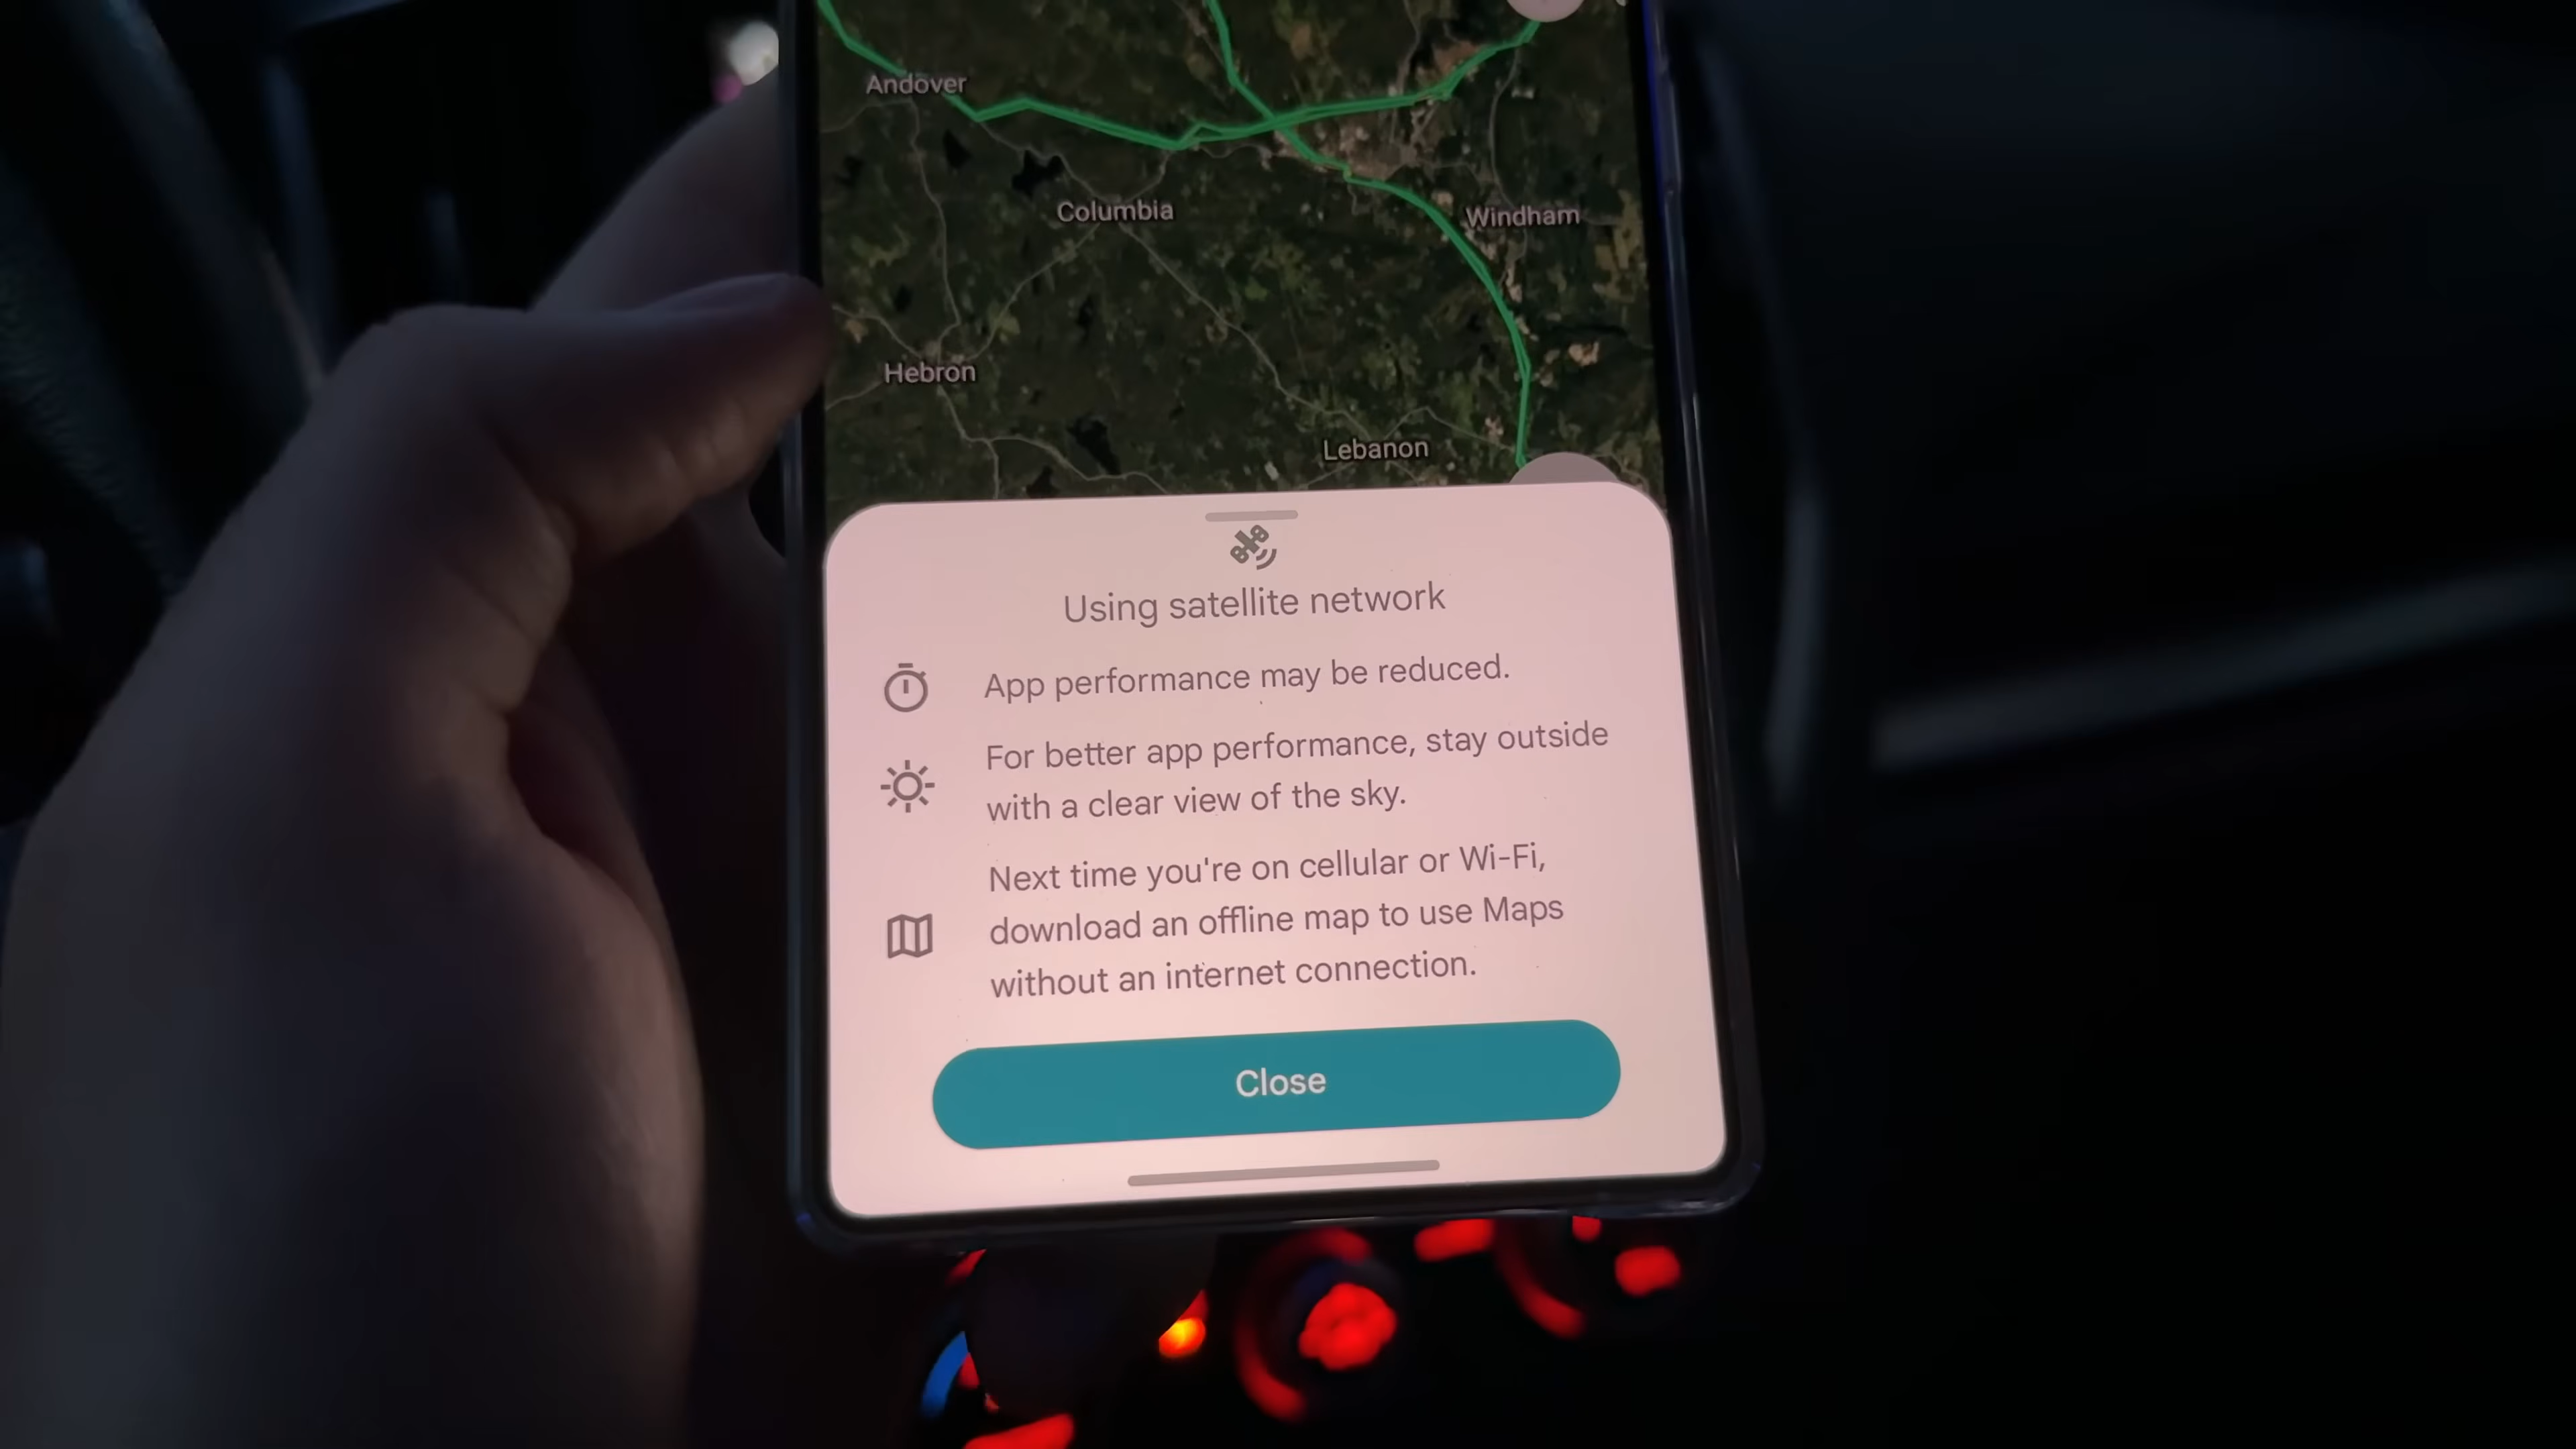 Andover
Columbia
Windham
Hebron
Lebanon
Using satellite network
App performance may be reduced.
For better app performance, stay outside
with a clear view of the sky.
Next time you're on cellular or Wi-Fi,
download an offline map to use Maps
without an internet connection.
Close